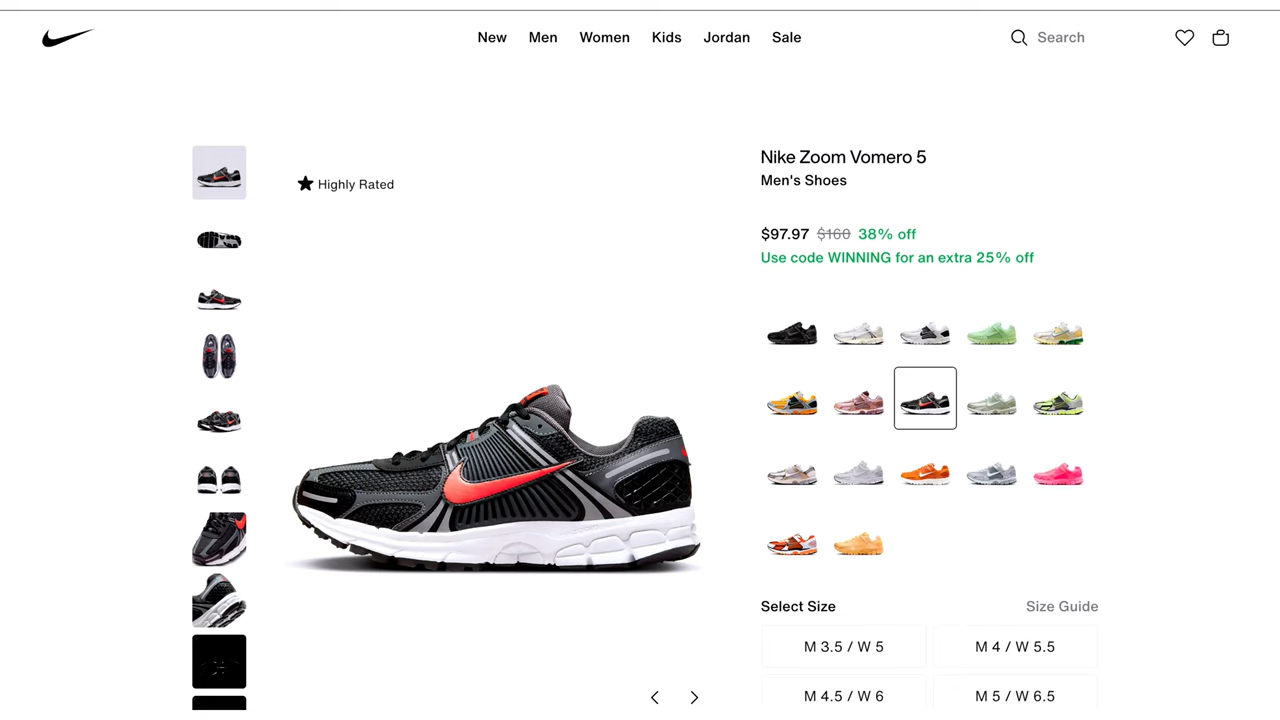 New Men Women Kids Jordan Sale Search
Highly Rated
Nike Zoom Vomero 5
Men's Shoes
$97.97 $160 38% off
Use code WINNING for an extra 25% off
Select Size Size Guide
M 3.5 / W 5 M 4 / W 5.5
M 4.5 / W 6 M 5 / W 6.5